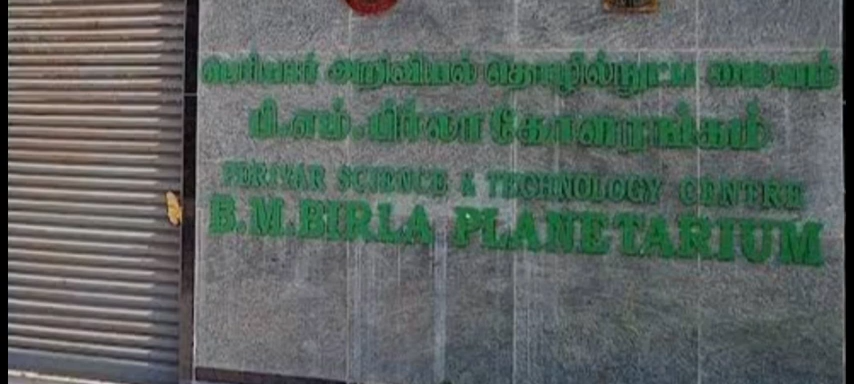 பெரியார் அறிவியல் தொழில்நுட்ப மையம்
பி.எம்.பிர்லா கோளரங்கம்
PERIYAR SCIENCE & TECHNOLOGY CENTRE
B.M.BIRLA PLANETARIUM